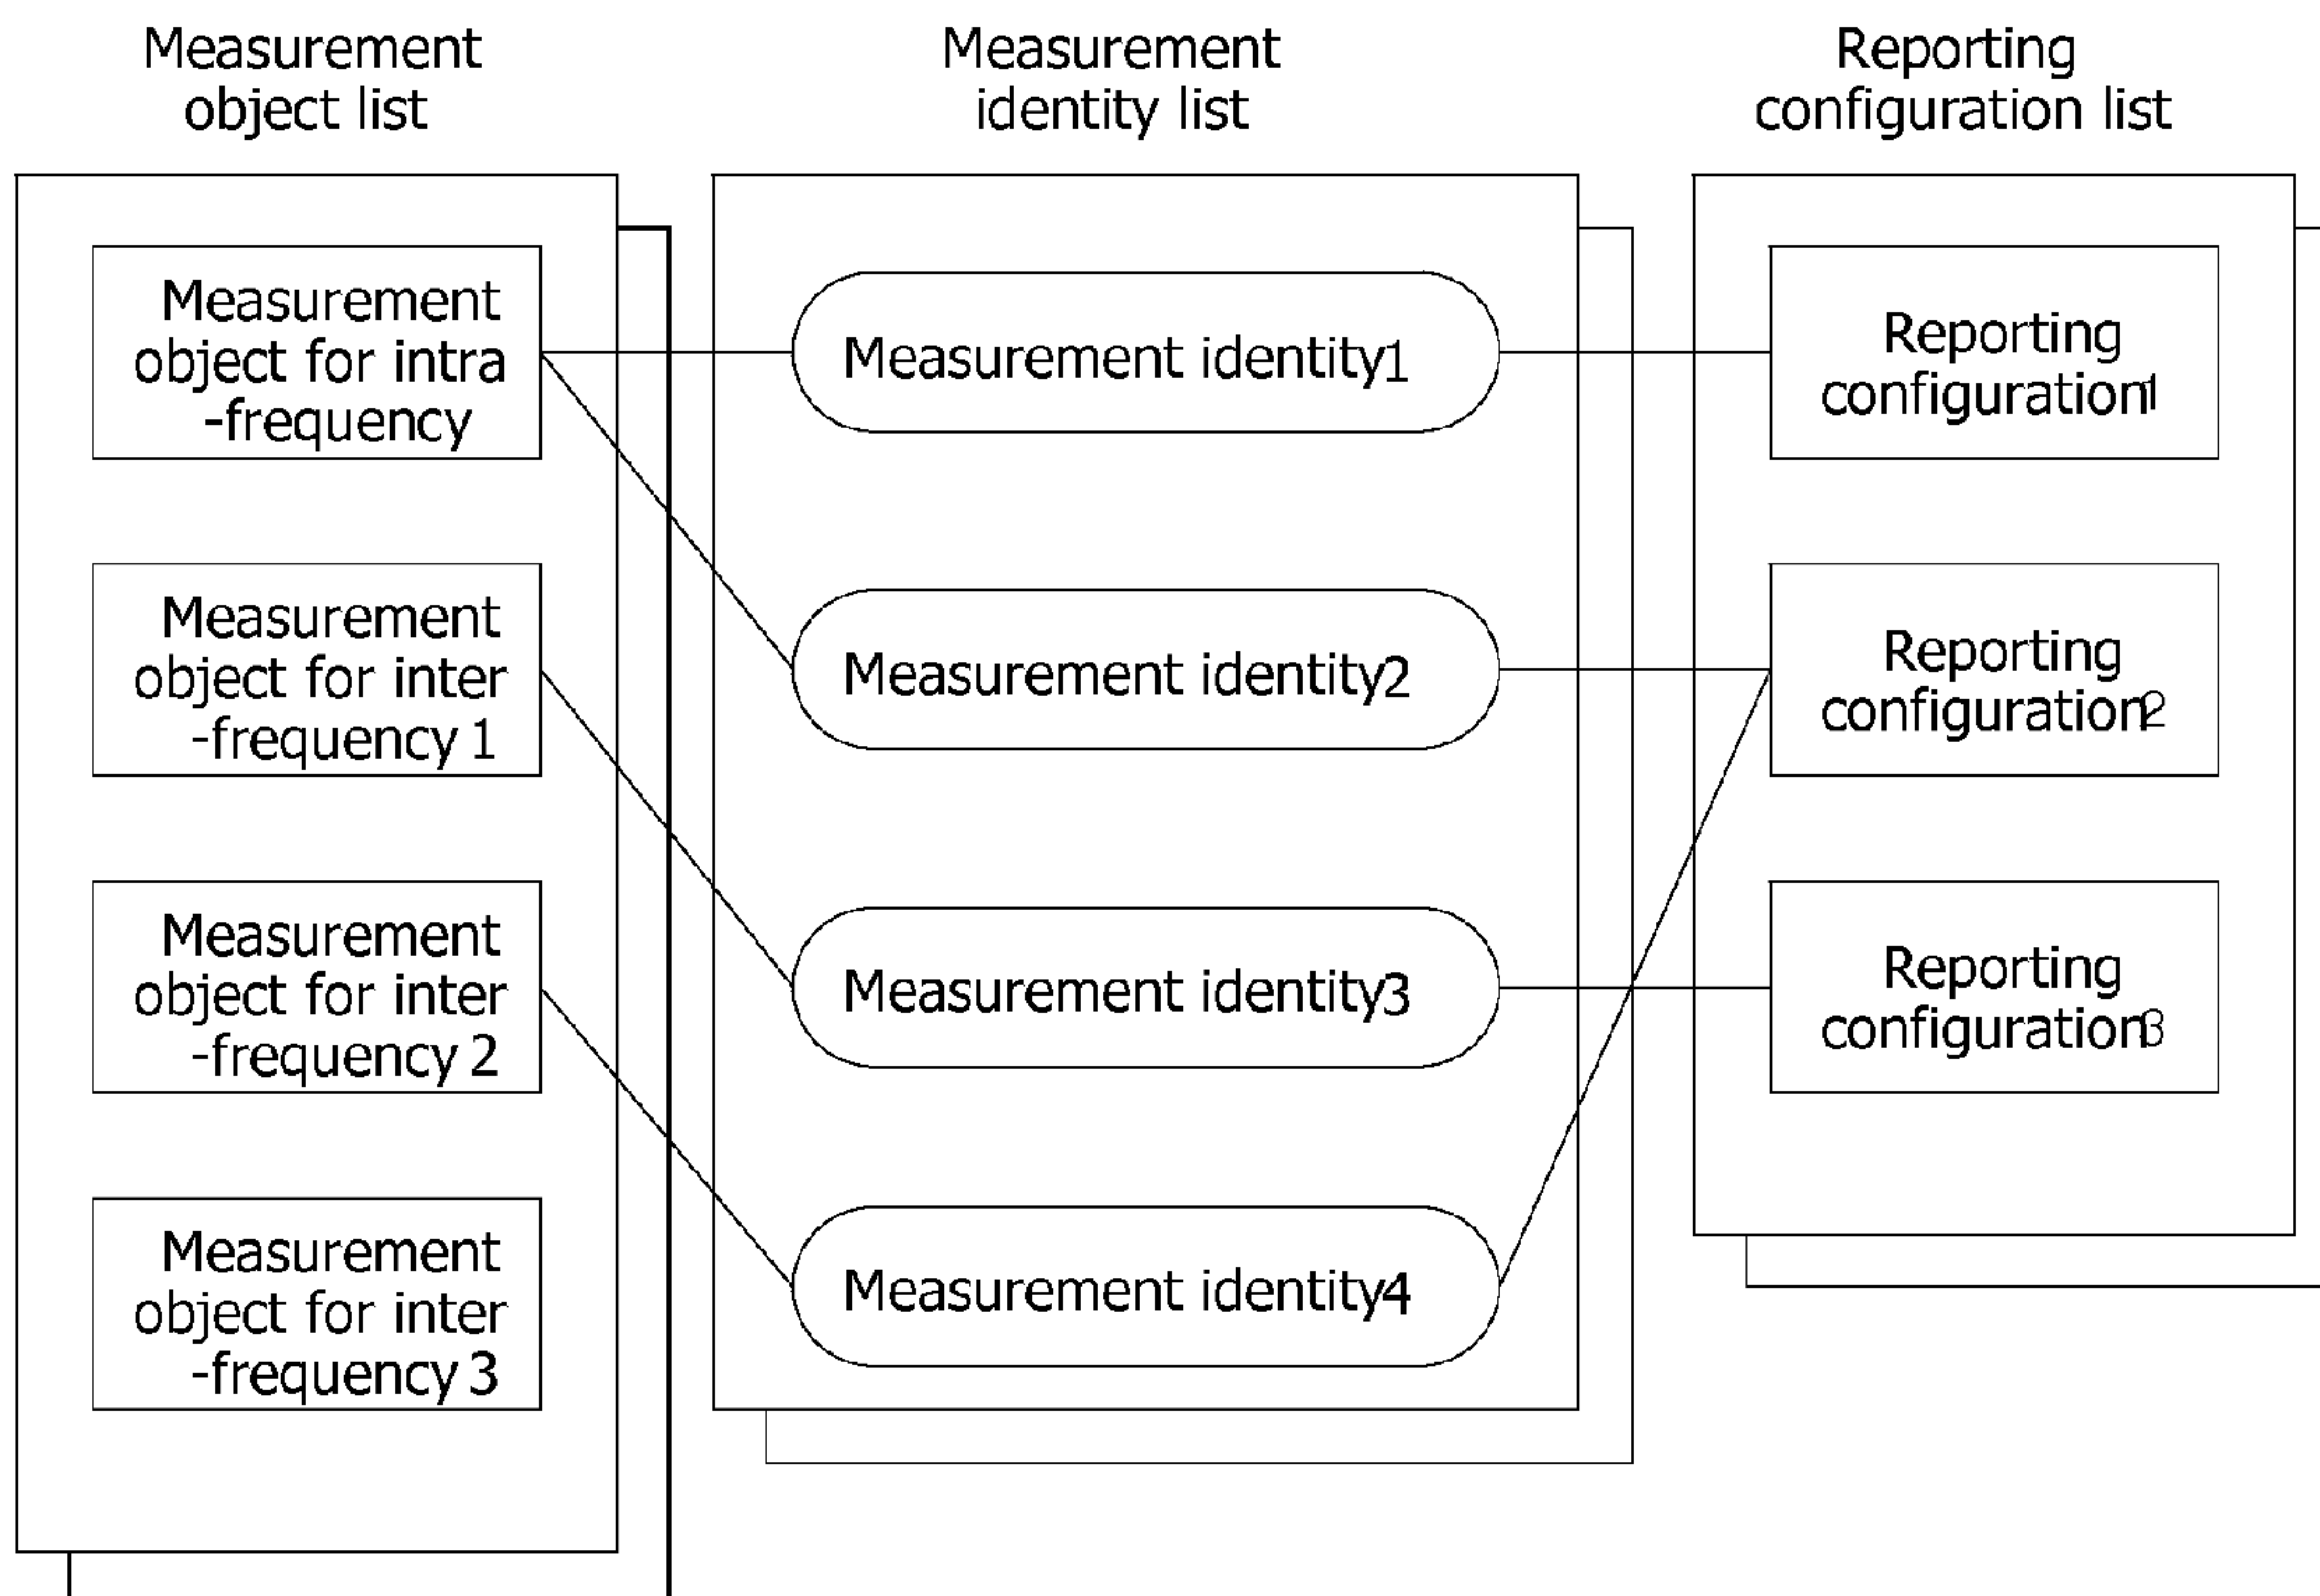 Measurement
object list
Measurement
identity list
Reporting
configuration list
Measurement
object for intra
-frequency
Measurement
object for inter
-frequency 1
Measurement
object for inter
-frequency 2
Measurement
object for inter
-frequency 3
Measurement identity1
Measurement identity2
Measurement identity3
Measurement identity4
Reporting
configuration1
Reporting
configuration2
Reporting
configuration3